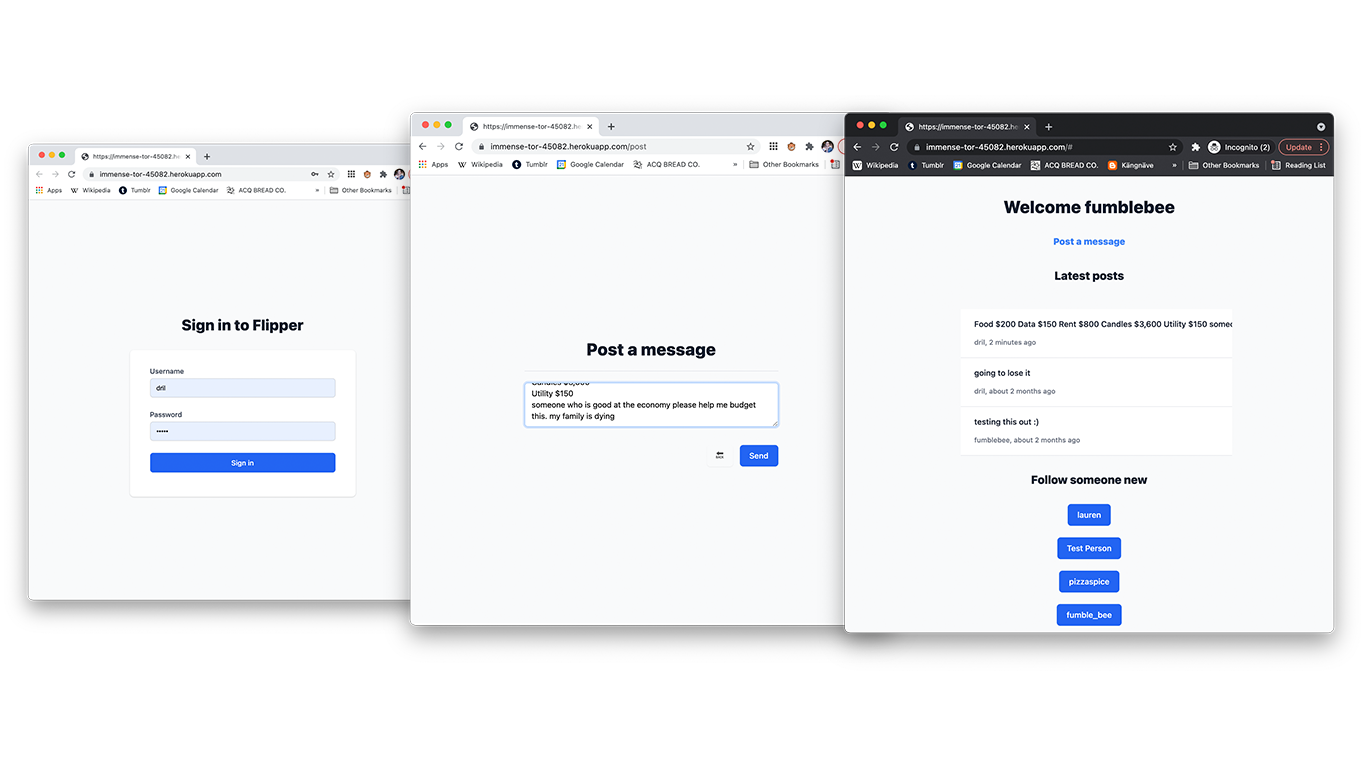 https://immense-tor-45082.he
immense-tor-45082.herokuapp.com
Apps Wikipedia Tumblr Google Calendar ACQ BREAD CO. » Other Bookmarks
Sign in to Flipper
Username
dril
Password
•••••
Sign in
https://immense-tor-45082.he
immense-tor-45082.herokuapp.com/post
Apps Wikipedia Tumblr Google Calendar ACQ BREAD CO. » Other Bookmarks
Post a message
Candles $3,600
Utility $150
someone who is good at the economy please help me budget
this. my family is dying
BACK
Send
https://immense-tor-45082.he
immense-tor-45082.herokuapp.com/#
Incognito (2)
Update
Wikipedia Tumblr Google Calendar ACQ BREAD CO. Kängnäve » Other Bookmarks Reading List
Welcome fumblebee
Post a message
Latest posts
Food $200 Data $150 Rent $800 Candles $3,600 Utility $150 someo
dril, 2 minutes ago
going to lose it
dril, about 2 months ago
testing this out :)
fumblebee, about 2 months ago
Follow someone new
lauren
Test Person
pizzaspice
fumble_bee